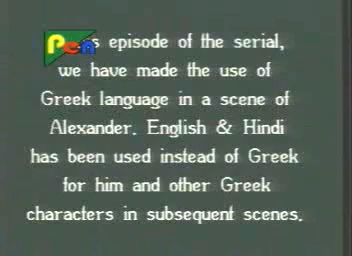 Pen
s episode of the serial,
we have made the use of
Greek language in a scene of
Alexander. English & Hindi
has been used instead of Greek
for him and other Greek
characters in subsequent scenes.